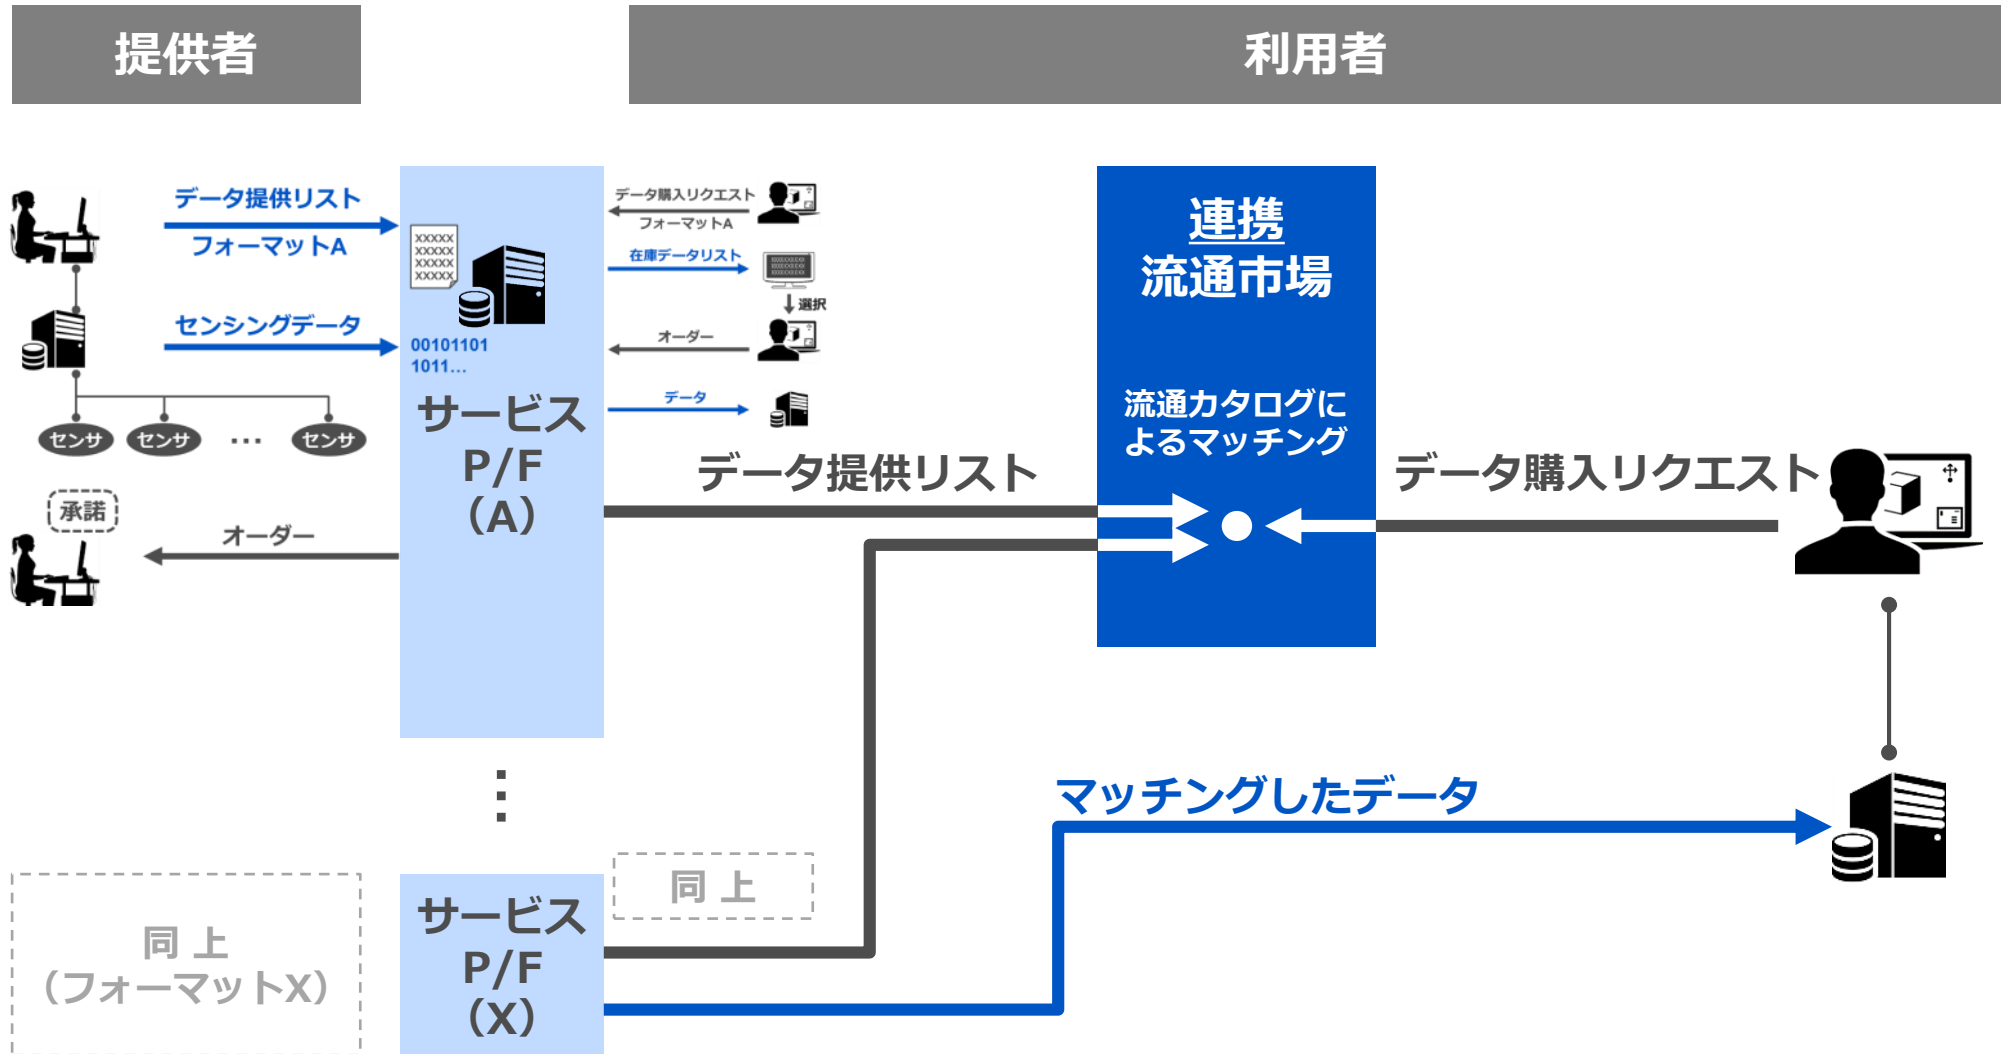 提供者
利用者
データ提供リスト
フォーマットA
センシングデータ
センサ
センサ
…
センサ
承諾
オーダー
XXXXX
XXXXX
XXXXX
XXXXX
00101101
1011...
サービス
P/F
（A）
データ購入リクエスト
フォーマットA
在庫データリスト
選択
オーダー
データ
データ提供リスト
連携
流通市場
流通カタログに
よるマッチング
データ購入リクエスト
マッチングしたデータ
同 上
（フォーマットX）
サービス
P/F
（X）
同 上